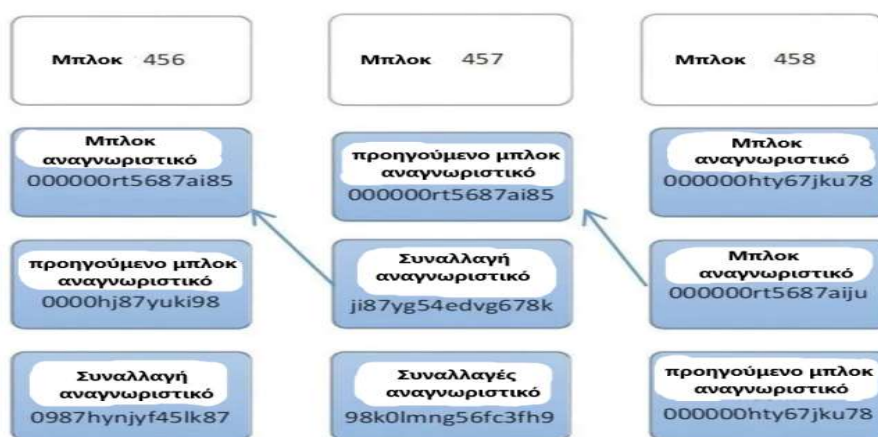 Μπλοκ 456
Μπλοκ 457
Μπλοκ 458
Μπλοκ
αναγνωριστικό
000000rt5687ai85
προηγούμενο μπλοκ
αναγνωριστικό
000000rt5687ai85
Μπλοκ
αναγνωριστικό
000000hty67jku78
προηγούμενο μπλοκ
αναγνωριστικό
0000hj87yuki98
Συναλλαγή
αναγνωριστικό
ji87yg54edvg678k
Μπλοκ
αναγνωριστικό
000000rt5687aiju
Συναλλαγή
αναγνωριστικό
0987hynjyf45lk87
Συναλλαγές
αναγνωριστικό
98k0lmng56fc3fh9
προηγούμενο μπλοκ
αναγνωριστικό
000000hty67jku78